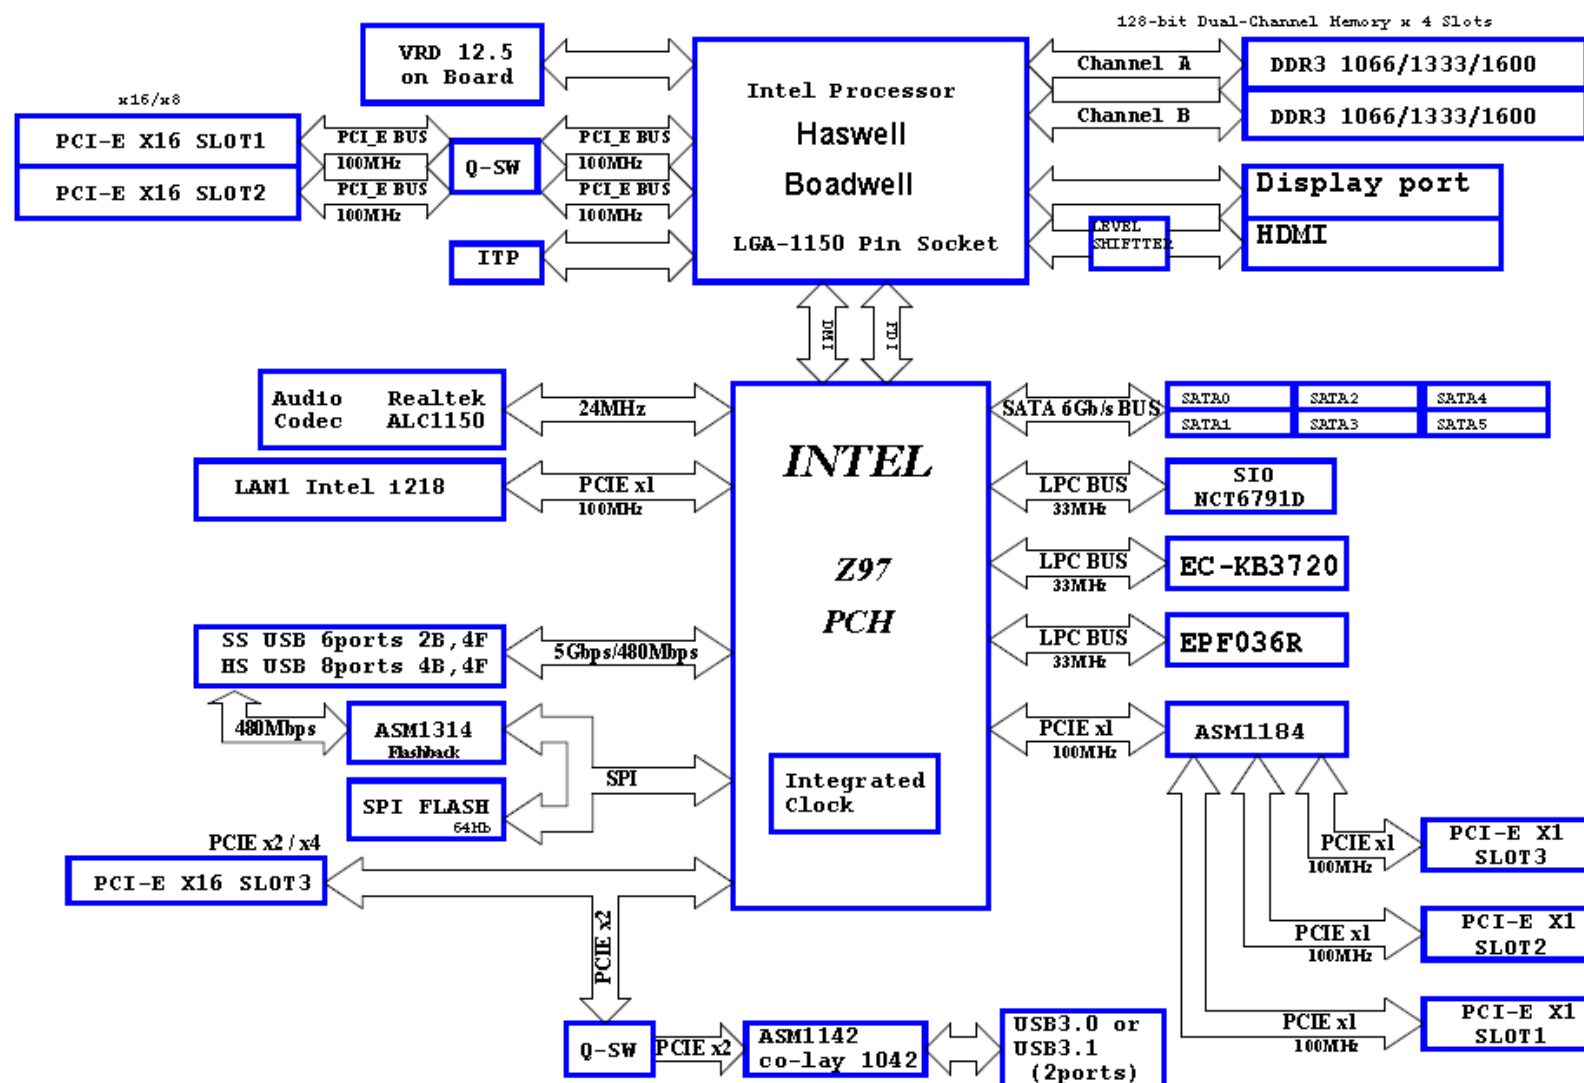 128-bit Dual-Channel Memory x 4 Slots
VRD 12.5
on Board
Intel Processor
Haswell
Boadwell
LGA-1150 Pin Socket
Channel A
DDR3 1066/1333/1600
Channel B
DDR3 1066/1333/1600
x16/x8
PCI-E X16 SLOT1
PCI-E X16 SLOT2
PCI_E BUS
100MHz
PCI_E BUS
100MHz
Q-SW
PCI_E BUS
100MHz
PCI_E BUS
100MHz
ITP
Display port
HDMI
LEVEL
SHIFTTER
DMI
FDI
Audio Realtek
Codec ALC1150
24MHz
LAN1 Intel i218
PCIE x1
100MHz
INTEL
Z97
PCH
Integrated
Clock
SATA 6Gb/s BUS
SATA0 SATA2 SATA4
SATA1 SATA3 SATA5
LPC BUS
33MHz
SIO
NCT6791D
LPC BUS
33MHz
EC-KB3720
LPC BUS
33MHz
EPF036R
PCIE x1
100MHz
ASM1184
SS USB 6ports 2B,4F
HS USB 8ports 4B,4F
5Gbps/480Mbps
480Mbps
ASM1314
Flashback
SPI
SPI FLASH
64Mb
PCIE x2 / x4
PCI-E X16 SLOT3
PCIE x2
Q-SW
PCIE x2
ASM1142
co-lay 1042
USB3.0 or
USB3.1
(2ports)
PCIE x1
100MHz
PCI-E X1
SLOT3
PCIE x1
100MHz
PCI-E X1
SLOT2
PCIE x1
100MHz
PCI-E X1
SLOT1